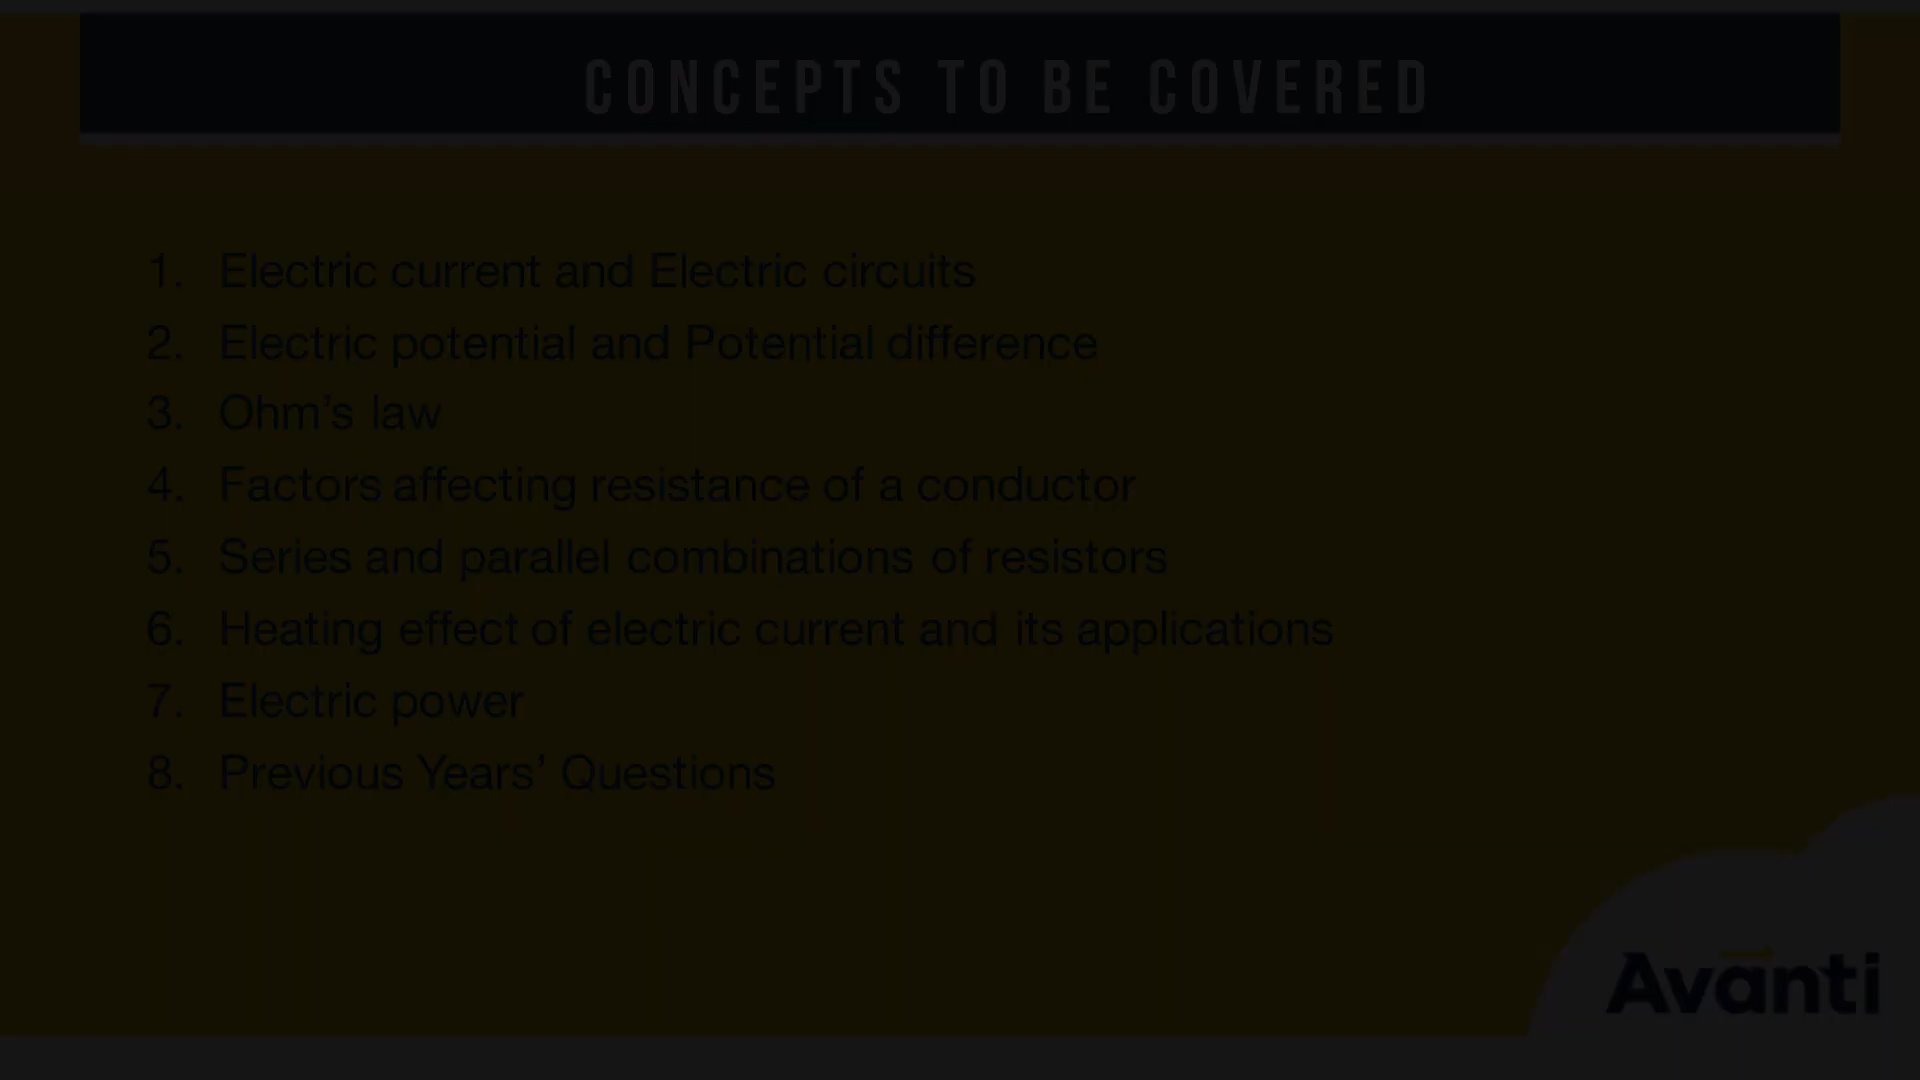 CONCEPTS TO BE COVERED
1. Electric current and Electric circuits
2. Electric potential and Potential difference
3. Ohm’s law
4. Factors affecting resistance of a conductor
5. Series and parallel combinations of resistors
6. Heating effect of electric current and its applications
7. Electric power
8. Previous Years’ Questions
Avanti